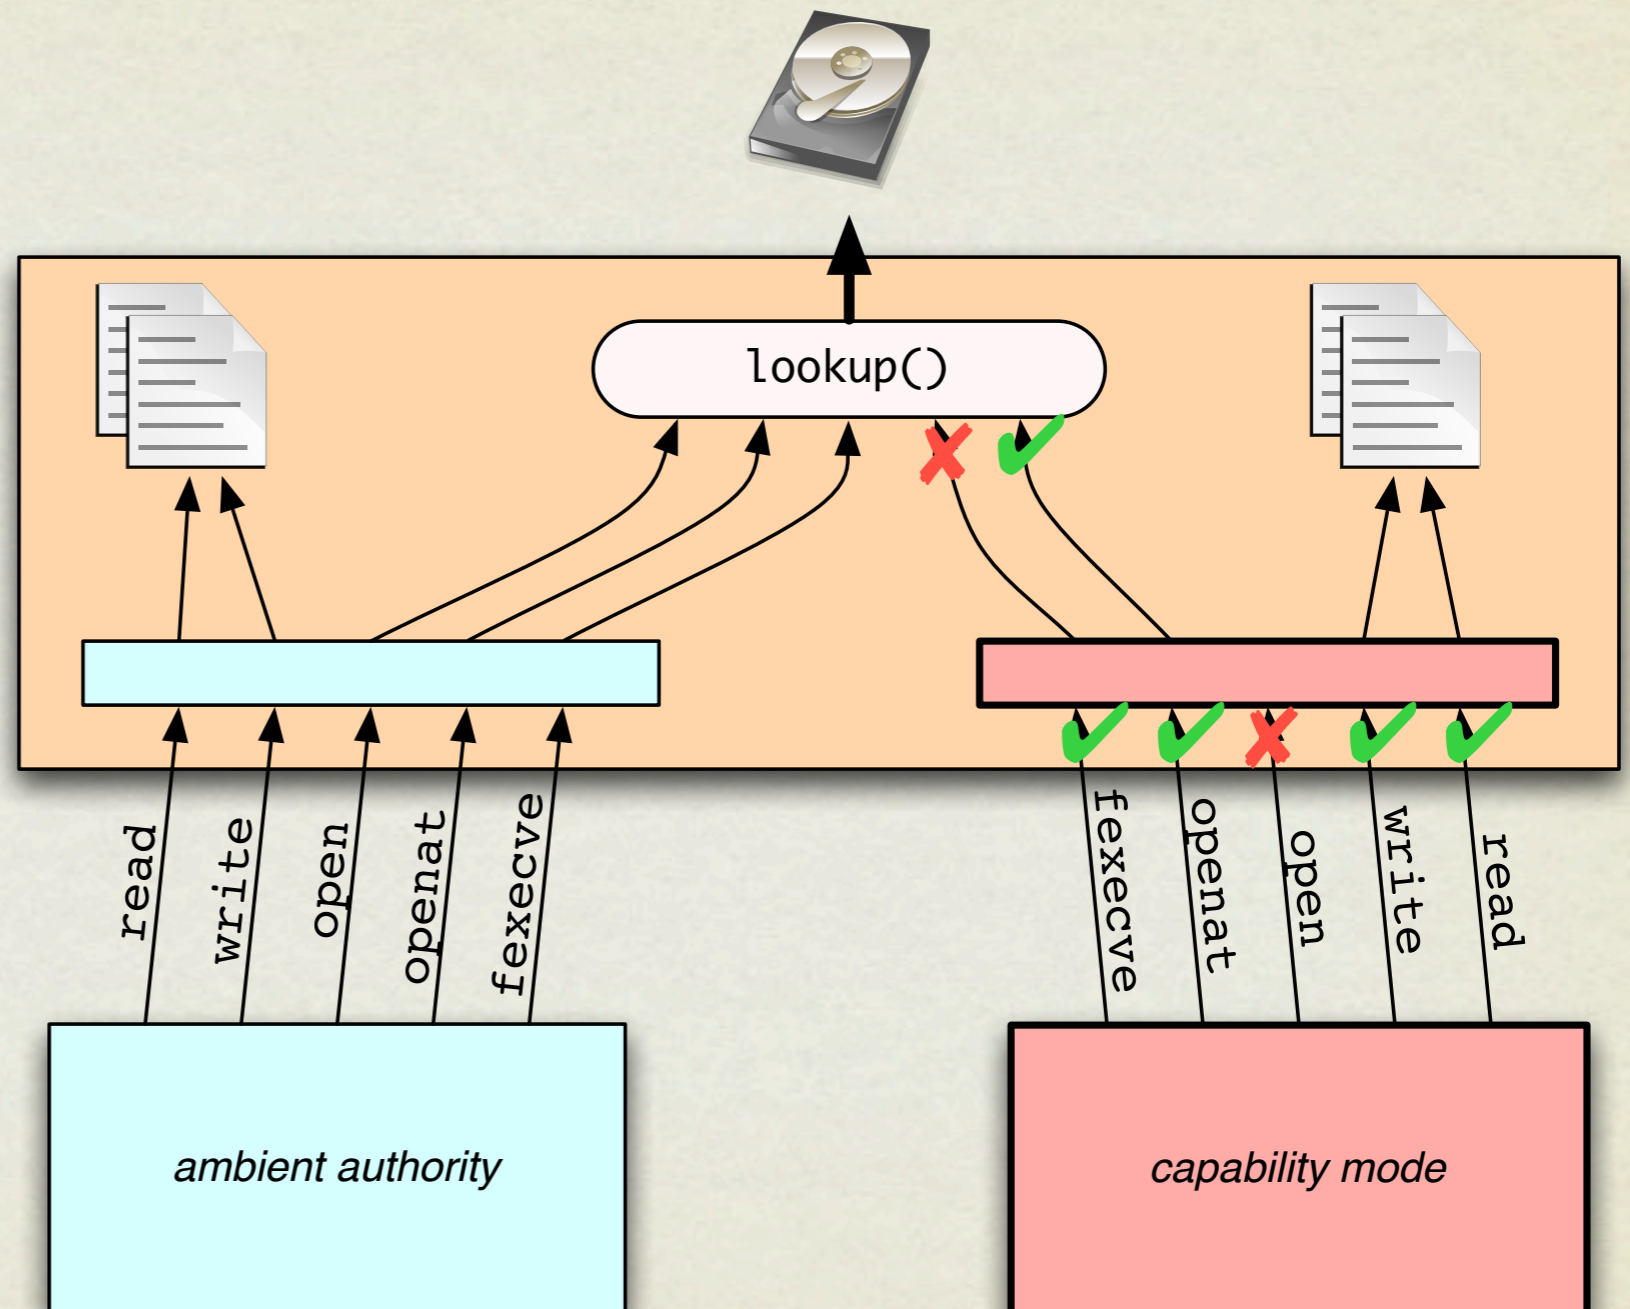 lookup()
read
write
open
openat
fexecve
fexecve
openat
open
write
read
ambient authority
capability mode